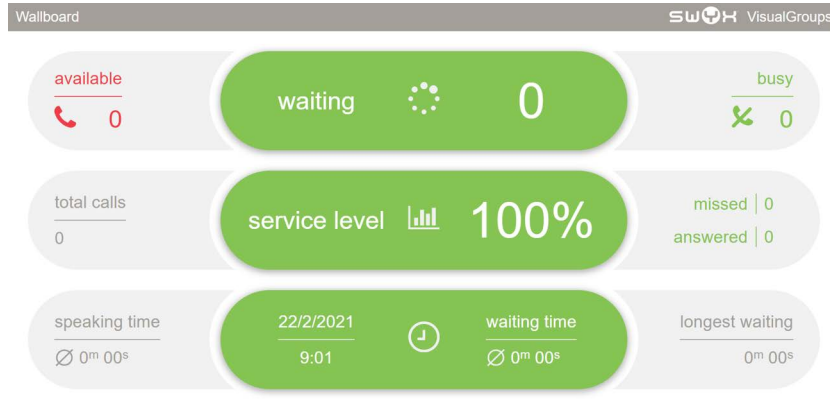 Wallboard
swyx VisualGroups
available
0
waiting
0
busy
0
total calls
0
service level
100%
missed | 0
answered | 0
speaking time
Ø 0m 00s
22/2/2021
9:01
waiting time
Ø 0m 00s
longest waiting
0m 00s